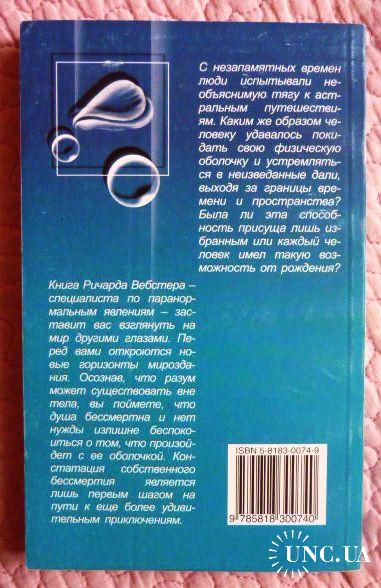 С незапамятных времен
люди испытывали не-
объяснимую тягу к аст-
ральным путешестви-
ям. Каким же образом че-
ловеку удавалось поки-
дать свою физическую
оболочку и устремлять-
ся в неизведанные дали,
выходя за границы вре-
мени и пространства?
Была ли эта способ-
ность присуща лишь из-
бранным или каждый че-
ловек имел такую воз-
можность от рождения?
Книга Ричарда Вебстера –
специалиста по паранор-
мальным явлениям – зас-
тавит вас взглянуть на
мир другими глазами. Пе-
ред вами откроются но-
вые горизонты мирозда-
ния. Осознав, что разум
может существовать вне
тела, вы поймете, что
душа бессмертна и нет
нужды излишне беспоко-
иться о том, что произой-
дет с ее оболочкой. Кон-
статация собственного
бессмертия является
лишь первым шагом на
пути к еще более удиви-
тельным приключениям.
ISBN 5-8183-0074-9
9 785818 300740
UNC.UA